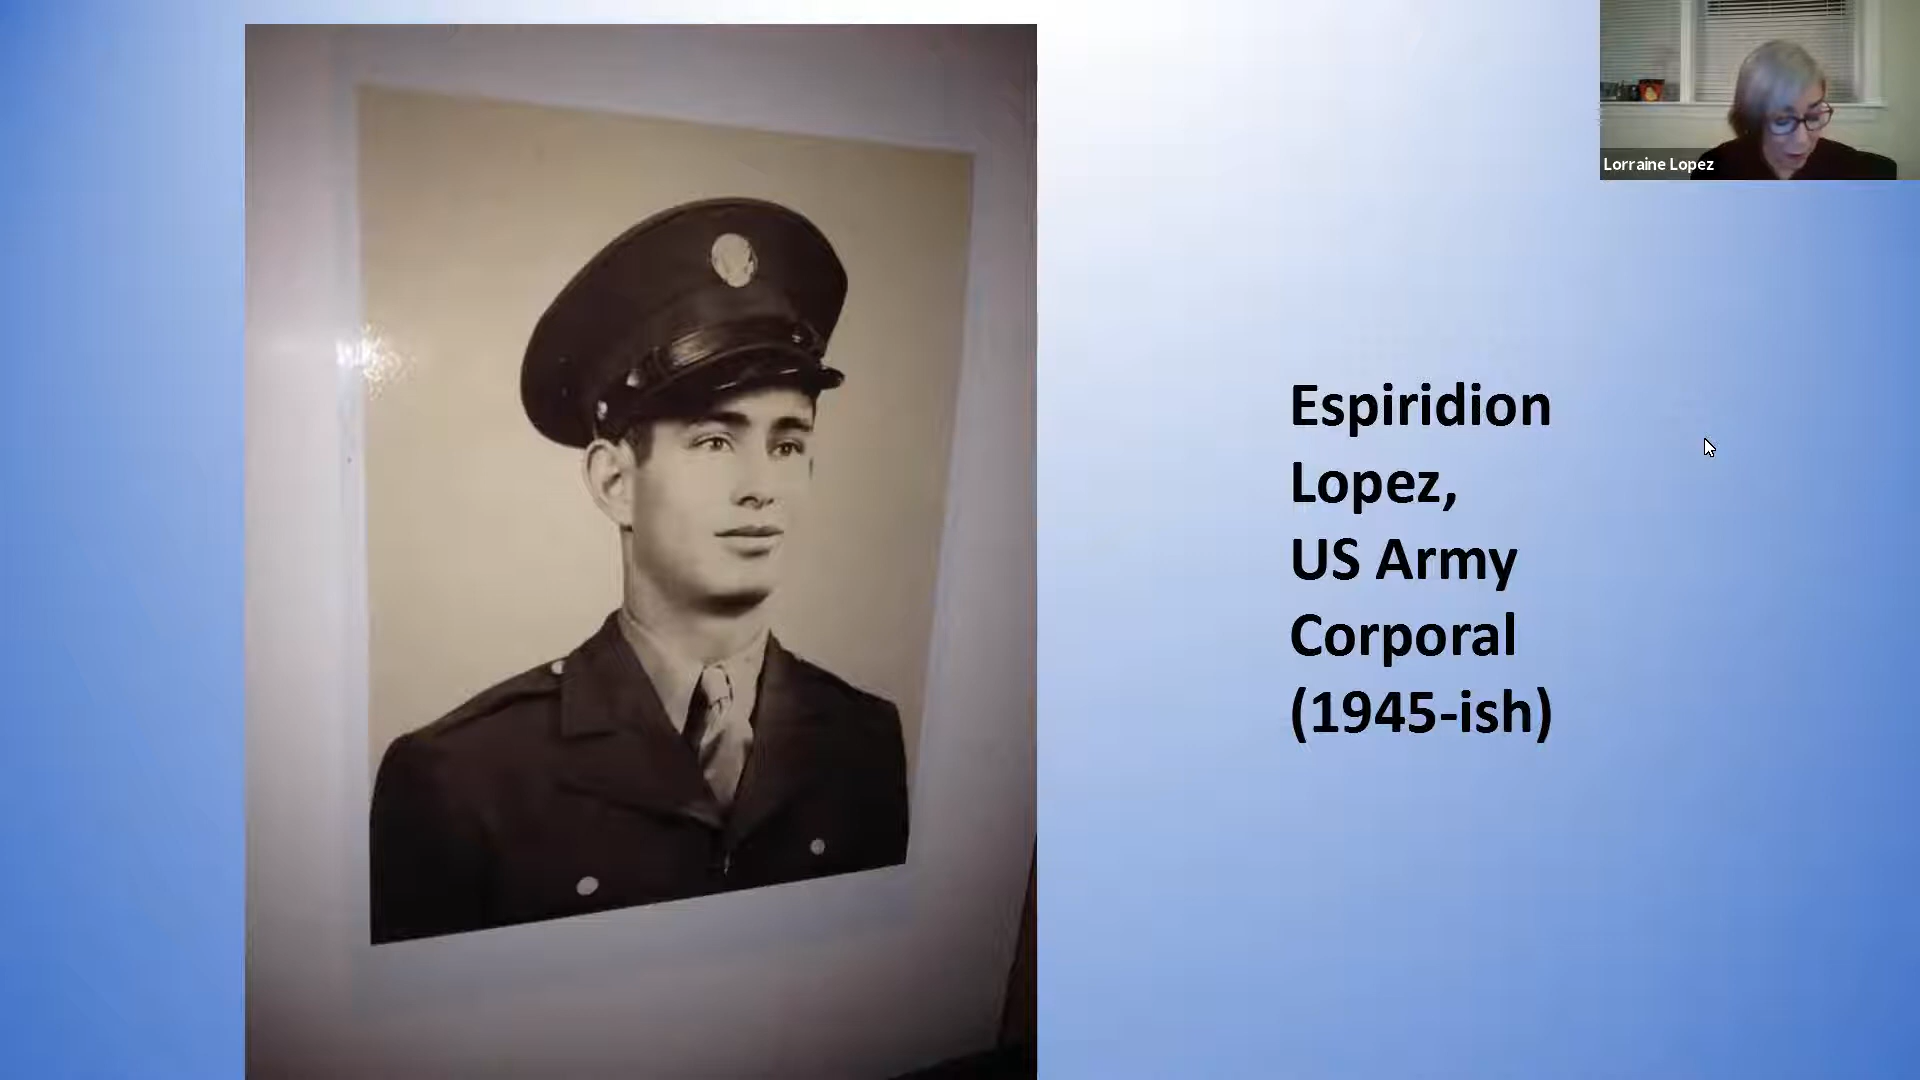 Lorraine Lopez
Espiridion
Lopez,
US Army
Corporal
(1945-ish)